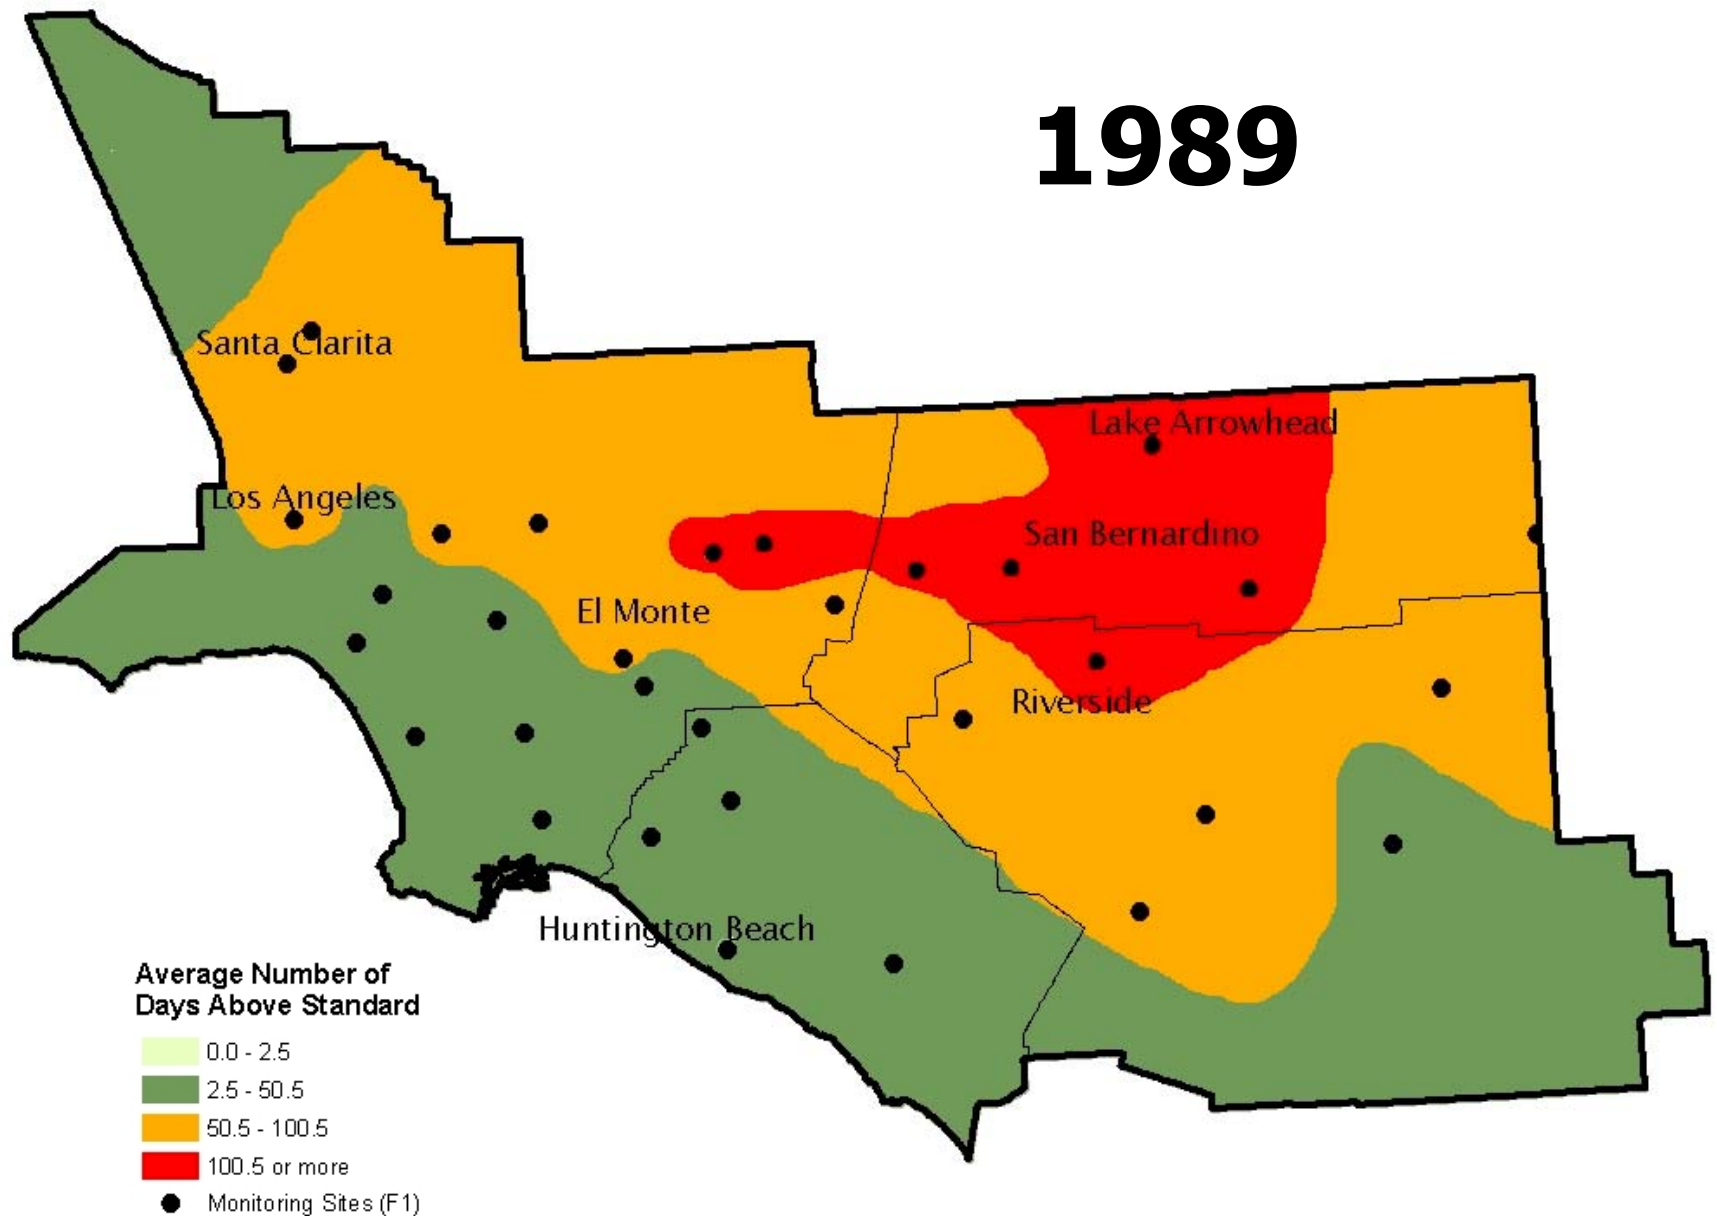 1989
Santa Clarita
Lake Arrowhead
Los Angeles
San Bernardino
El Monte
Riverside
Huntington Beach
Average Number of
Days Above Standard
0.0 - 2.5
2.5 - 50.5
50.5 - 100.5
100.5 or more
Monitoring Sites (F1)